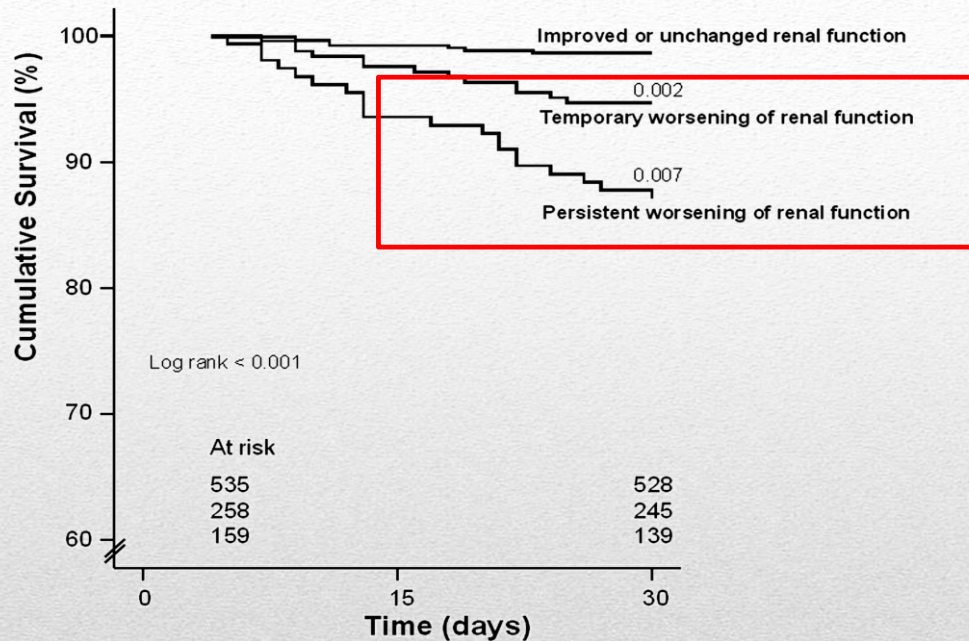 Cumulative Survival (%)
100
90
80
70
60
Improved or unchanged renal function
0.002
Temporary worsening of renal function
0.007
Persistent worsening of renal function
Log rank < 0.001
At risk
535 528
258 245
159 139
0 15 30
Time (days)